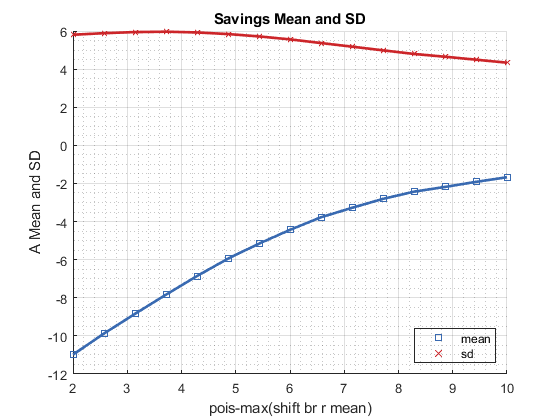 Savings Mean and SD
6
4
2
0
-2
-4
-6
-8
-10
-12
A Mean and SD
2 3 4 5 6 7 8 9 10
pois-max(shift br r mean)
mean
sd